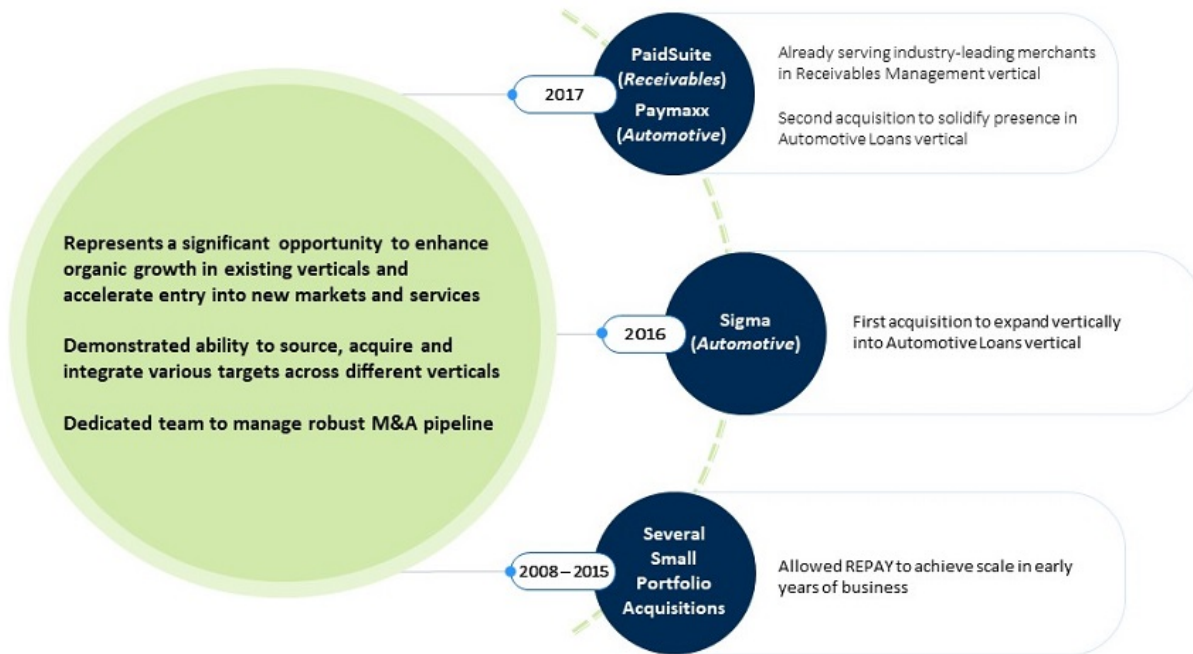 Represents a significant opportunity to enhance
organic growth in existing verticals and
accelerate entry into new markets and services
Demonstrated ability to source, acquire and
integrate various targets across different verticals
Dedicated team to manage robust M&A pipeline
2017
PaidSuite
(Receivables)
Paymaxx
(Automotive)
Already serving industry-leading merchants
in Receivables Management vertical
Second acquisition to solidify presence in
Automotive Loans vertical
2016
Sigma
(Automotive)
First acquisition to expand vertically
into Automotive Loans vertical
2008 – 2015
Several
Small
Portfolio
Acquisitions
Allowed REPAY to achieve scale in early
years of business